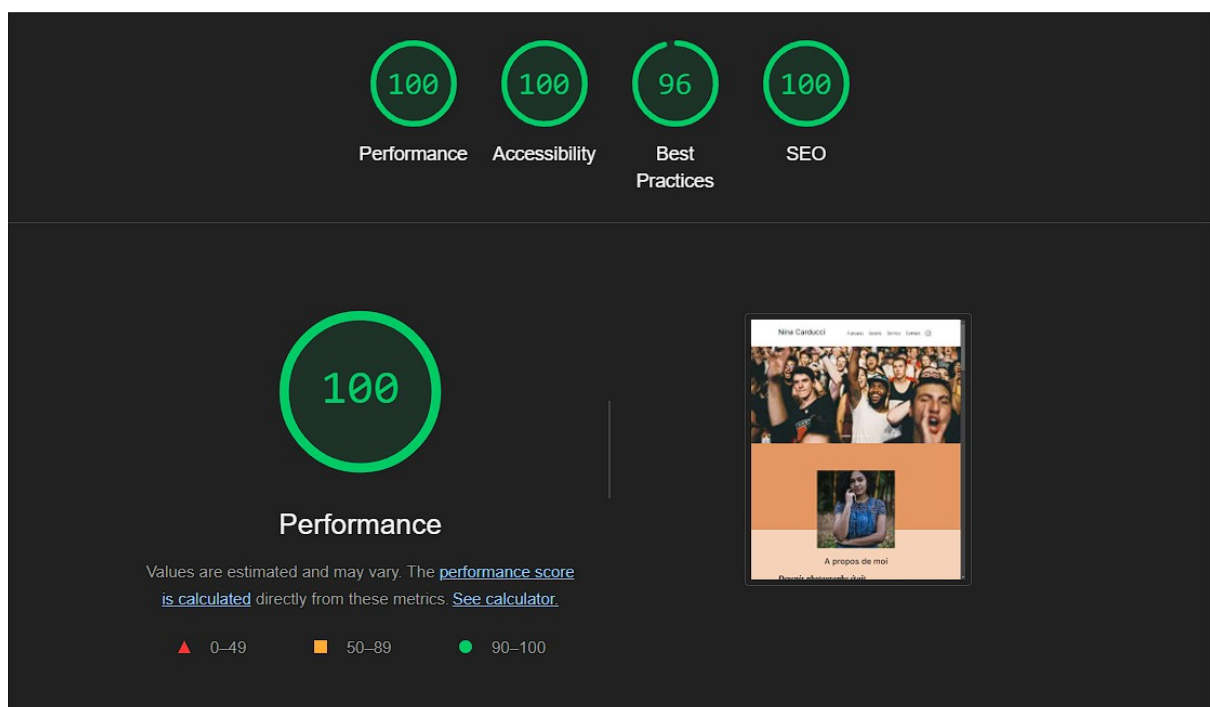 100
100
96
100
Performance
Accessibility
Best
Practices
SEO
100
Performance
Values are estimated and may vary. The performance score
is calculated directly from these metrics. See calculator.
0–49
50–89
90–100
Nina Carducci
Service
Contact
A propos de moi